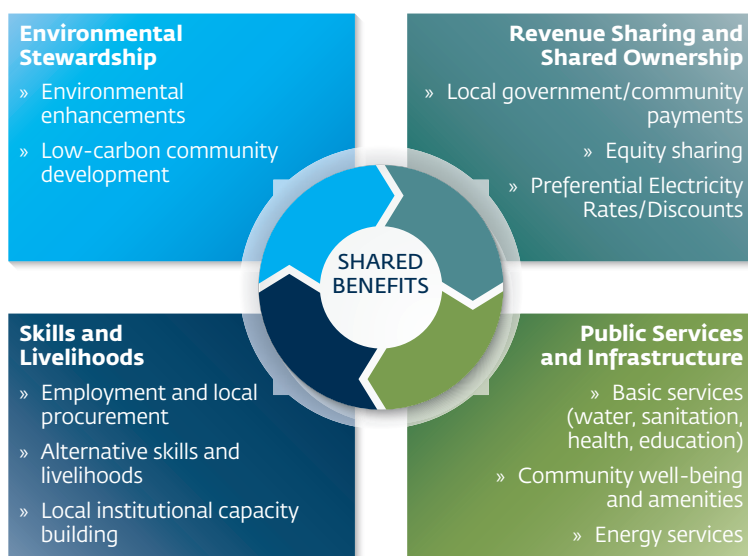 Environmental
Stewardship
» Environmental
enhancements
» Low-carbon community
development
Revenue Sharing and
Shared Ownership
» Local government/community
payments
» Equity sharing
» Preferential Electricity
Rates/Discounts
SHARED
BENEFITS
Skills and
Livelihoods
» Employment and local
procurement
» Alternative skills and
livelihoods
» Local institutional capacity
building
Public Services
and Infrastructure
» Basic services
(water, sanitation,
health, education)
» Community well-being
and amenities
» Energy services